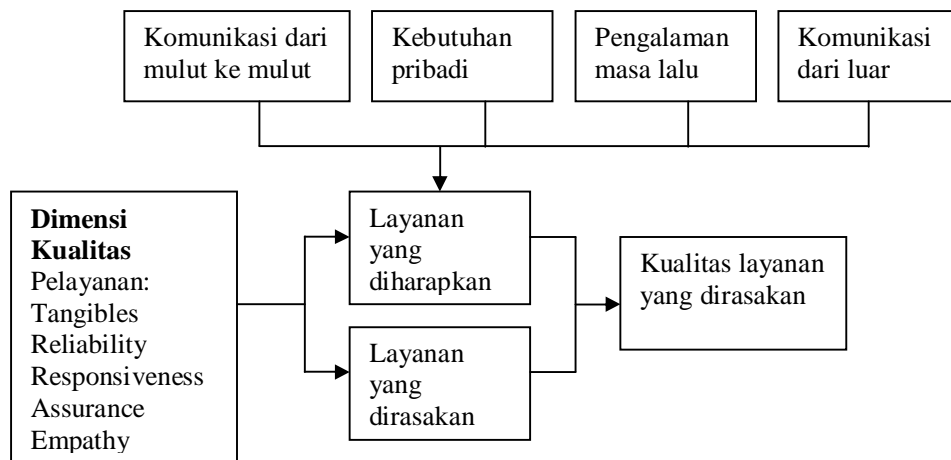 Komunikasi dari
mulut ke mulut
Kebutuhan
pribadi
Pengalaman
masa lalu
Komunikasi
dari luar
Dimensi
Kualitas
Pelayanan:
Tangibles
Reliability
Responsiveness
Assurance
Empathy
Layanan
yang
diharapkan
Layanan
yang
dirasakan
Kualitas layanan
yang dirasakan